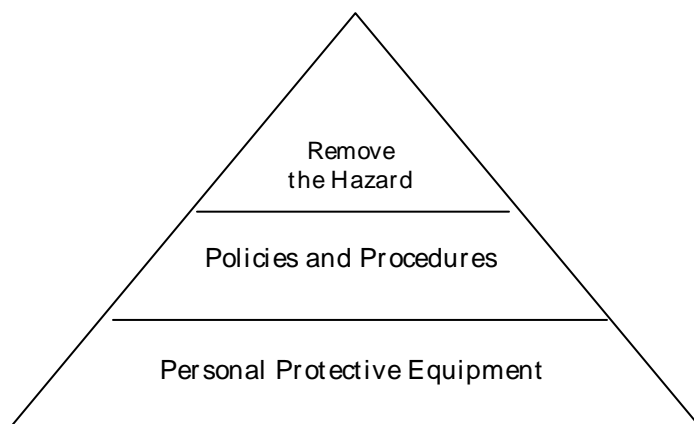 Remove
the Hazard
Policies and Procedures
Personal Protective Equipment